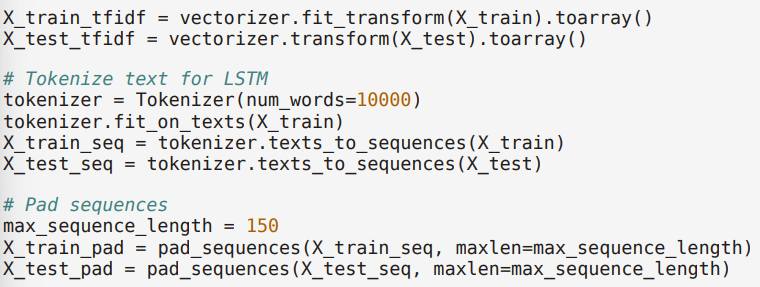 X_train_tfidf = vectorizer.fit_transform(X_train).toarray()
X_test_tfidf = vectorizer.transform(X_test).toarray()
# Tokenize text for LSTM
tokenizer = Tokenizer(num_words=10000)
tokenizer.fit_on_texts(X_train)
X_train_seq = tokenizer.texts_to_sequences(X_train)
X_test_seq = tokenizer.texts_to_sequences(X_test)
# Pad sequences
max_sequence_length = 150
X_train_pad = pad_sequences(X_train_seq, maxlen=max_sequence_length)
X_test_pad = pad_sequences(X_test_seq, maxlen=max_sequence_length)